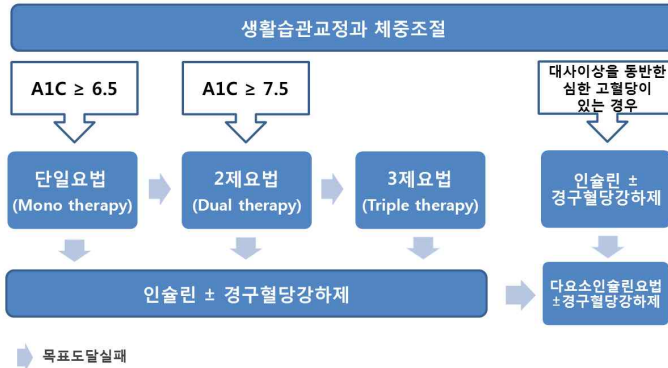 생활습관교정과 체중조절
A1C ≥ 6.5
A1C ≥ 7.5
대사이상을 동반한
심한 고혈당이
있는 경우
단일요법
(Mono therapy)
2제요법
(Dual therapy)
3제요법
(Triple therapy)
인슐린 ±
경구혈당강하제
인슐린 ± 경구혈당강하제
다요소인슐린요법
±경구혈당강하제
목표도달실패